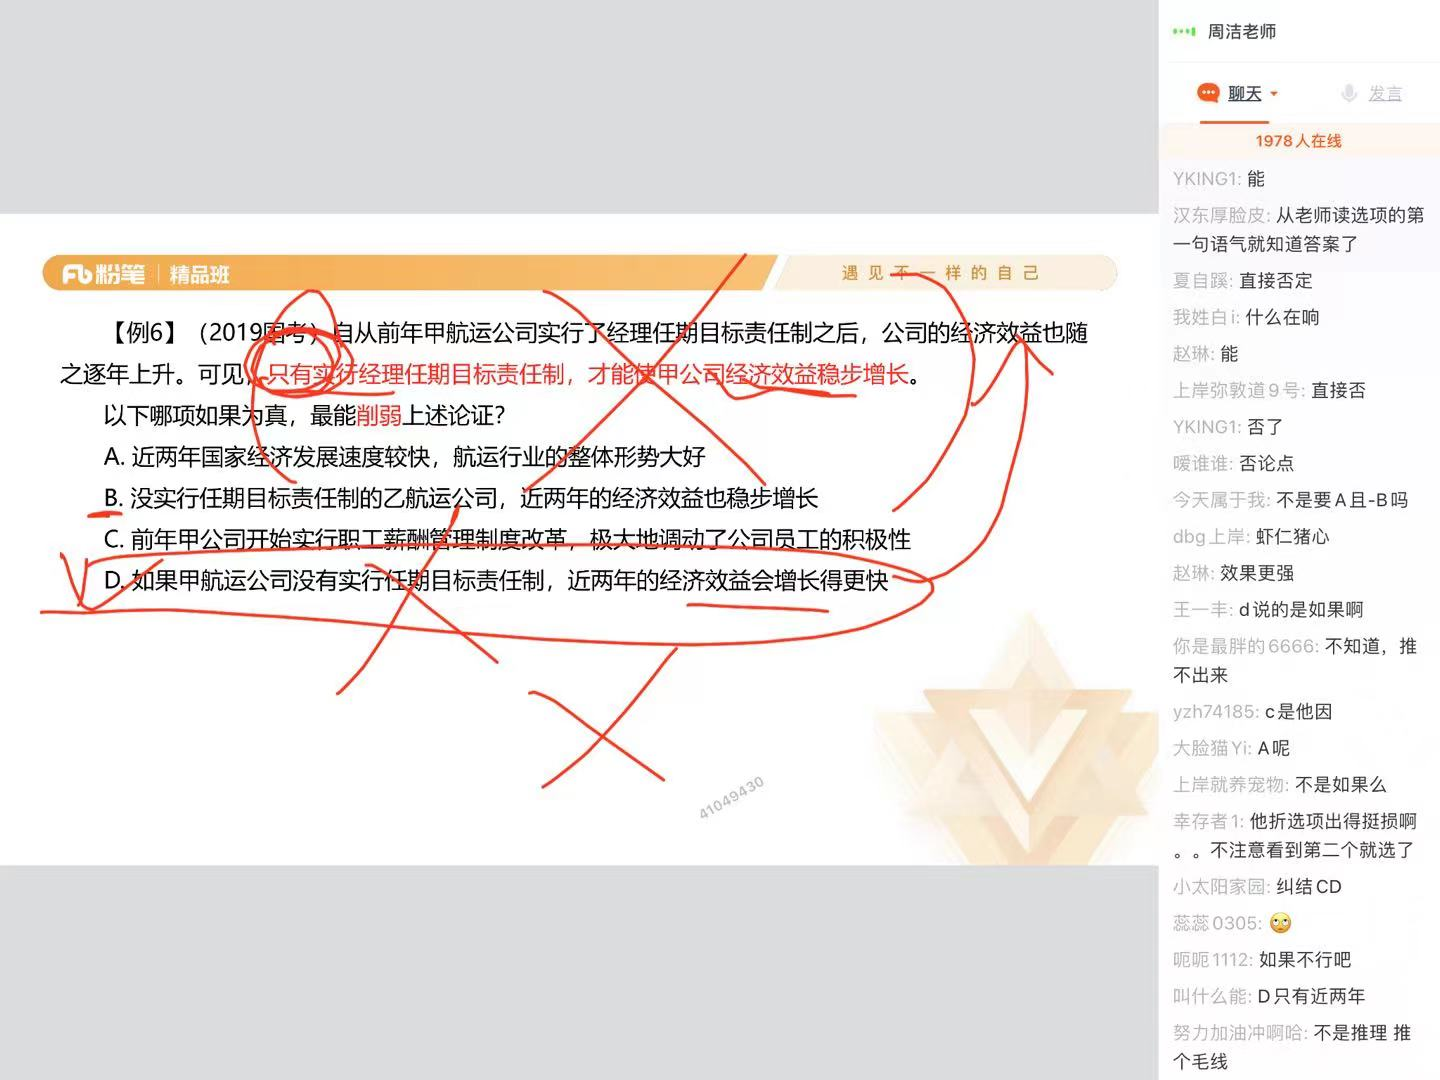 周洁老师
聊天
发言
1978人在线
粉笔 精品班
遇见不一样的自己
【例6】（2019国考）自从前年甲航运公司实行了经理任期目标责任制之后，公司的经济效益也随
之逐年上升。可见，只有实行经理任期目标责任制，才能使甲公司经济效益稳步增长。
以下哪项如果为真，最能削弱上述论证？
A. 近两年国家经济发展速度较快，航运行业的整体形势大好
B. 没实行任期目标责任制的乙航运公司，近两年的经济效益也稳步增长
C. 前年甲公司开始实行职工薪酬管理制度改革，极大地调动了公司员工的积极性
D. 如果甲航运公司没有实行任期目标责任制，近两年的经济效益会增长得更快
41049430
YKING1: 能
汉东厚脸皮: 从老师读选项的第
一句语气就知道答案了
夏自蹊: 直接否定
我姓白i: 什么在响
赵琳: 能
上岸弥敦道9号: 直接否
YKING1: 否了
嗳谁谁: 否论点
今天属于我: 不是要A且-B吗
dbg上岸: 虾仁猪心
赵琳: 效果更强
王一丰: d说的是如果啊
你是最胖的6666: 不知道，推
不出来
yzh74185: c是他因
大脸猫Yi: A呢
上岸就养宠物: 不是如果么
幸存者1: 他折选项出得挺损啊
。。不注意看到第二个就选了
小太阳家园: 纠结CD
蕊蕊0305: 🙄
呃呃1112: 如果不行吧
叫什么能: D只有近两年
努力加油冲啊哈: 不是推理 推
个毛线